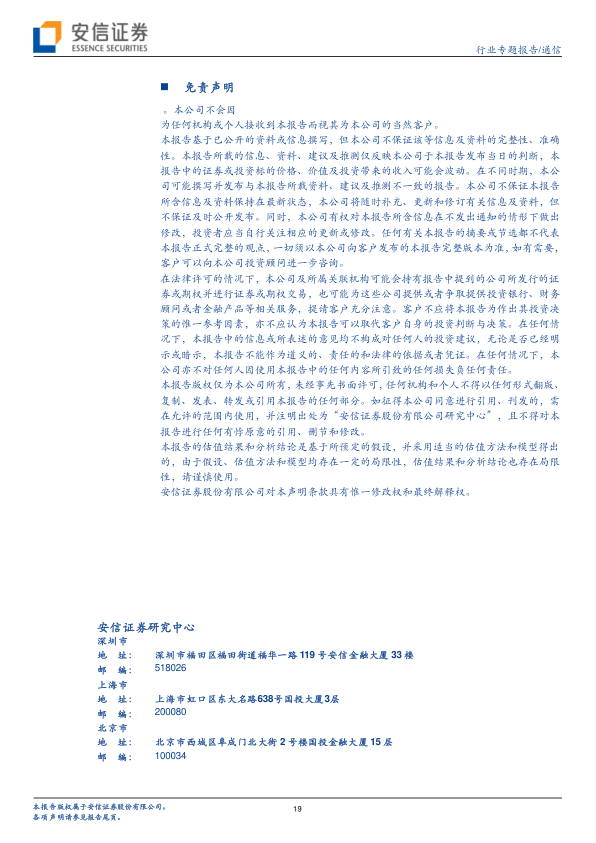 安信证券
ESSENCE SECURITIES
行业专题报告/通信
■ 免责声明
。本公司不会因
为任何机构或个人接收到本报告而视其为本公司的当然客户。
本报告基于已公开的资料或信息撰写，但本公司不保证该等信息及资料的完整性、准确
性。本报告所载的信息、资料、建议及推测仅反映本公司于本报告发布当日的判断，本
报告中的证券或投资标的价格、价值及投资带来的收入可能会波动。在不同时期，本公
司可能撰写并发布与本报告所载资料、建议及推测不一致的报告。本公司不保证本报告
所含信息及资料保持在最新状态，本公司将随时补充、更新和修订有关信息及资料，但
不保证及时公开发布。同时，本公司有权对本报告所含信息在不发出通知的情形下做出
修改，投资者应当自行关注相应的更新或修改。任何有关本报告的摘要或节选都不代表
本报告正式完整的观点，一切须以本公司向客户发布的本报告完整版本为准，如有需要，
客户可以向本公司投资顾问进一步咨询。
在法律许可的情况下，本公司及所属关联机构可能会持有报告中提到的公司所发行的证
券或期权并进行证券或期权交易，也可能为这些公司提供或者争取提供投资银行、财务
顾问或者金融产品等相关服务，提请客户充分注意。客户不应将本报告为作出其投资决
策的惟一参考因素，亦不应认为本报告可以取代客户自身的投资判断与决策。在任何情
况下，本报告中的信息或所表述的意见均不构成对任何人的投资建议，无论是否已经明
示或暗示，本报告不能作为道义的、责任的和法律的依据或者凭证。在任何情况下，本
公司亦不对任何人因使用本报告中的任何内容所引致的任何损失负任何责任。
本报告版权仅为本公司所有，未经事先书面许可，任何机构和个人不得以任何形式翻版、
复制、发表、转发或引用本报告的任何部分。如征得本公司同意进行引用、刊发的，需
在允许的范围内使用，并注明出处为“安信证券股份有限公司研究中心”，且不得对本
报告进行任何有悖原意的引用、删节和修改。
本报告的估值结果和分析结论是基于所预定的假设，并采用适当的估值方法和模型得出
的，由于假设、估值方法和模型均存在一定的局限性，估值结果和分析结论也存在局限
性，请谨慎使用。
安信证券股份有限公司对本声明条款具有惟一修改权和最终解释权。
安信证券研究中心
深圳市
地 址： 深圳市福田区福田街道福华一路 119 号安信金融大厦 33 楼
邮 编： 518026
上海市
地 址： 上海市虹口区东大名路638号国投大厦3层
邮 编： 200080
北京市
地 址： 北京市西城区阜成门北大街 2 号楼国投金融大厦 15 层
邮 编： 100034
本报告版权属于安信证券股份有限公司。
各项声明请参见报告尾页。
19